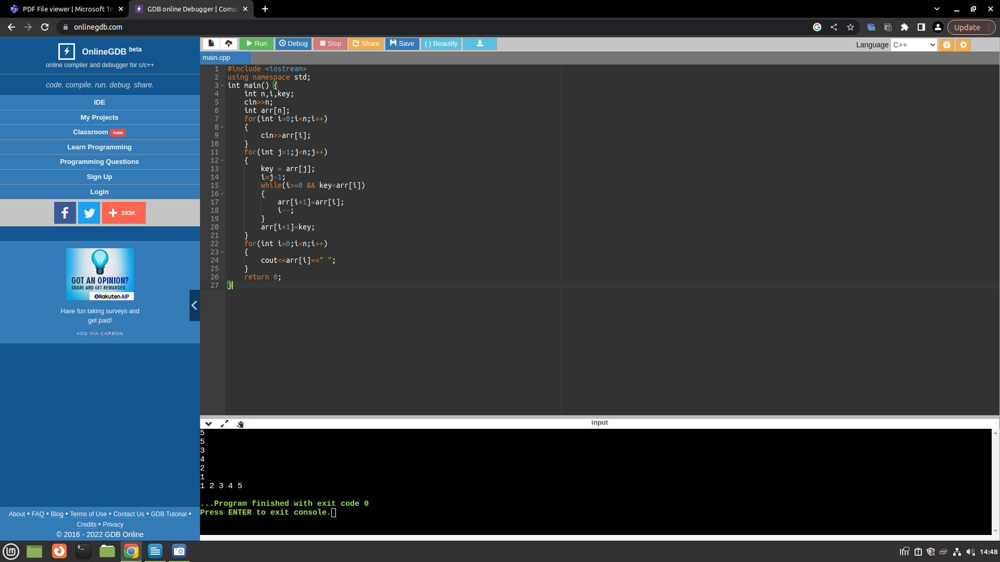 PDF File viewer | Microsoft Te
GDB online Debugger | Comp
onlinegdb.com
Update
OnlineGDB beta
online compiler and debugger for c/c++
code. compile. run. debug. share.
IDE
My Projects
Classroom new
Learn Programming
Programming Questions
Sign Up
Login
193K
GOT AN OPINION?
SHARE AND GET REWARDED.
Rakuten AIP
Have fun taking surveys and
get paid!
ADS VIA CARBON
About • FAQ • Blog • Terms of Use • Contact Us • GDB Tutorial •
Credits • Privacy
© 2016 - 2022 GDB Online
Run Debug Stop Share Save { } Beautify
Language C++
main.cpp
1 #include <iostream>
2 using namespace std;
3 int main() {
4     int n,i,key;
5     cin>>n;
6     int arr[n];
7     for(int i=0;i<n;i++)
8     {
9         cin>>arr[i];
10     }
11     for(int j=1;j<n;j++)
12     {
13         key = arr[j];
14         i=j-1;
15         while(i>=0 && key<arr[i])
16         {
17             arr[i+1]=arr[i];
18             i--;
19         }
20         arr[i+1]=key;
21     }
22     for(int i=0;i<n;i++)
23     {
24         cout<<arr[i]<<" ";
25     }
26     return 0;
27 }
input
5
5
3
4
2
1
1 2 3 4 5
...Program finished with exit code 0
Press ENTER to exit console.
14:48